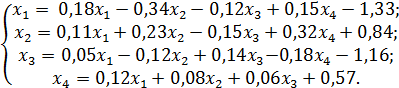 x₁ = 0,18x₁ − 0,34x₂ − 0,12x₃ + 0,15x₄ − 1,33;
x₂ = 0,11x₁ + 0,23x₂ − 0,15x₃ + 0,32x₄ + 0,84;
x₃ = 0,05x₁ − 0,12x₂ + 0,14x₃−0,18x₄ − 1,16;
x₄ = 0,12x₁ + 0,08x₂ + 0,06x₃ + 0,57.